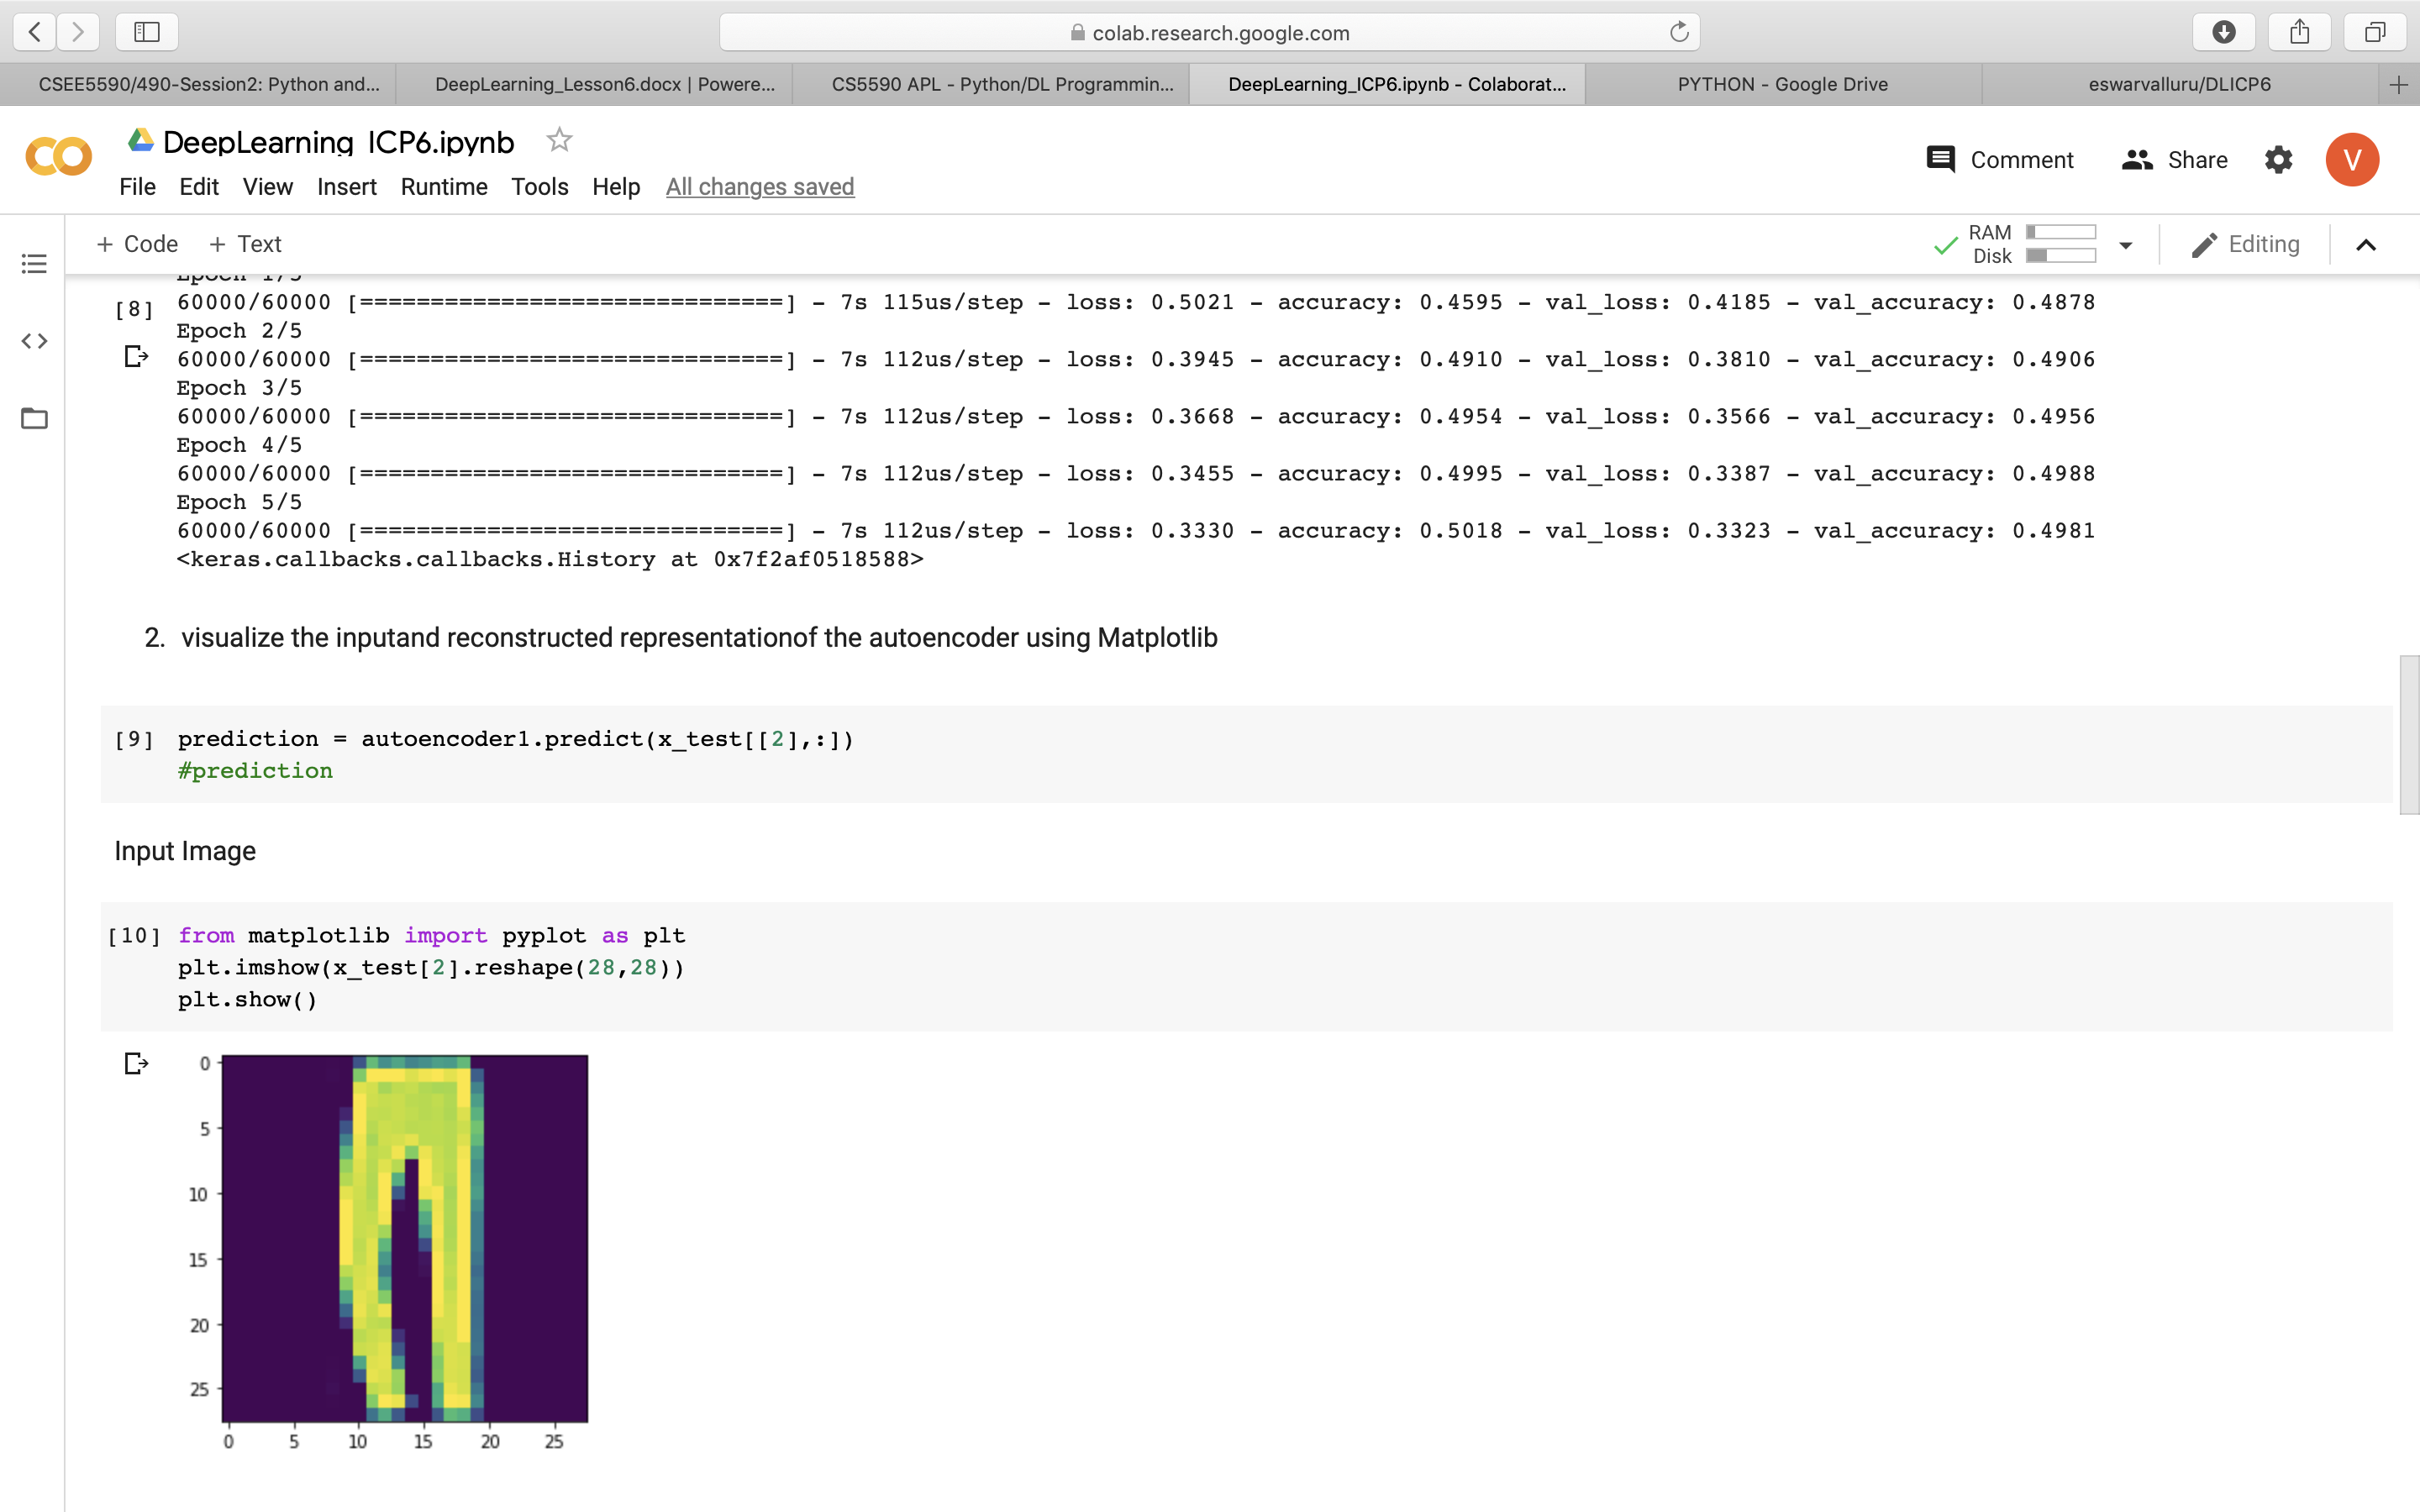 colab.research.google.com
CSEE5590/490-Session2: Python and...
DeepLearning_Lesson6.docx | Powere...
CS5590 APL - Python/DL Programmin...
DeepLearning_ICP6.ipynb - Colaborat...
PYTHON - Google Drive
eswarvalluru/DLICP6
DeepLearning_ICP6.ipynb
Comment
Share
V
File Edit View Insert Runtime Tools Help All changes saved
+ Code + Text
RAM
Disk
Editing
Epoch 1/5
[8]
60000/60000 [==============================] - 7s 115us/step - loss: 0.5021 - accuracy: 0.4595 - val_loss: 0.4185 - val_accuracy: 0.4878
Epoch 2/5
60000/60000 [==============================] - 7s 112us/step - loss: 0.3945 - accuracy: 0.4910 - val_loss: 0.3810 - val_accuracy: 0.4906
Epoch 3/5
60000/60000 [==============================] - 7s 112us/step - loss: 0.3668 - accuracy: 0.4954 - val_loss: 0.3566 - val_accuracy: 0.4956
Epoch 4/5
60000/60000 [==============================] - 7s 112us/step - loss: 0.3455 - accuracy: 0.4995 - val_loss: 0.3387 - val_accuracy: 0.4988
Epoch 5/5
60000/60000 [==============================] - 7s 112us/step - loss: 0.3330 - accuracy: 0.5018 - val_loss: 0.3323 - val_accuracy: 0.4981
<keras.callbacks.callbacks.History at 0x7f2af0518588>
2. visualize the inputand reconstructed representationof the autoencoder using Matplotlib
[9] prediction = autoencoder1.predict(x_test[[2],:])
#prediction
Input Image
[10] from matplotlib import pyplot as plt
plt.imshow(x_test[2].reshape(28,28))
plt.show()
0
5
10
15
20
25
0 5 10 15 20 25